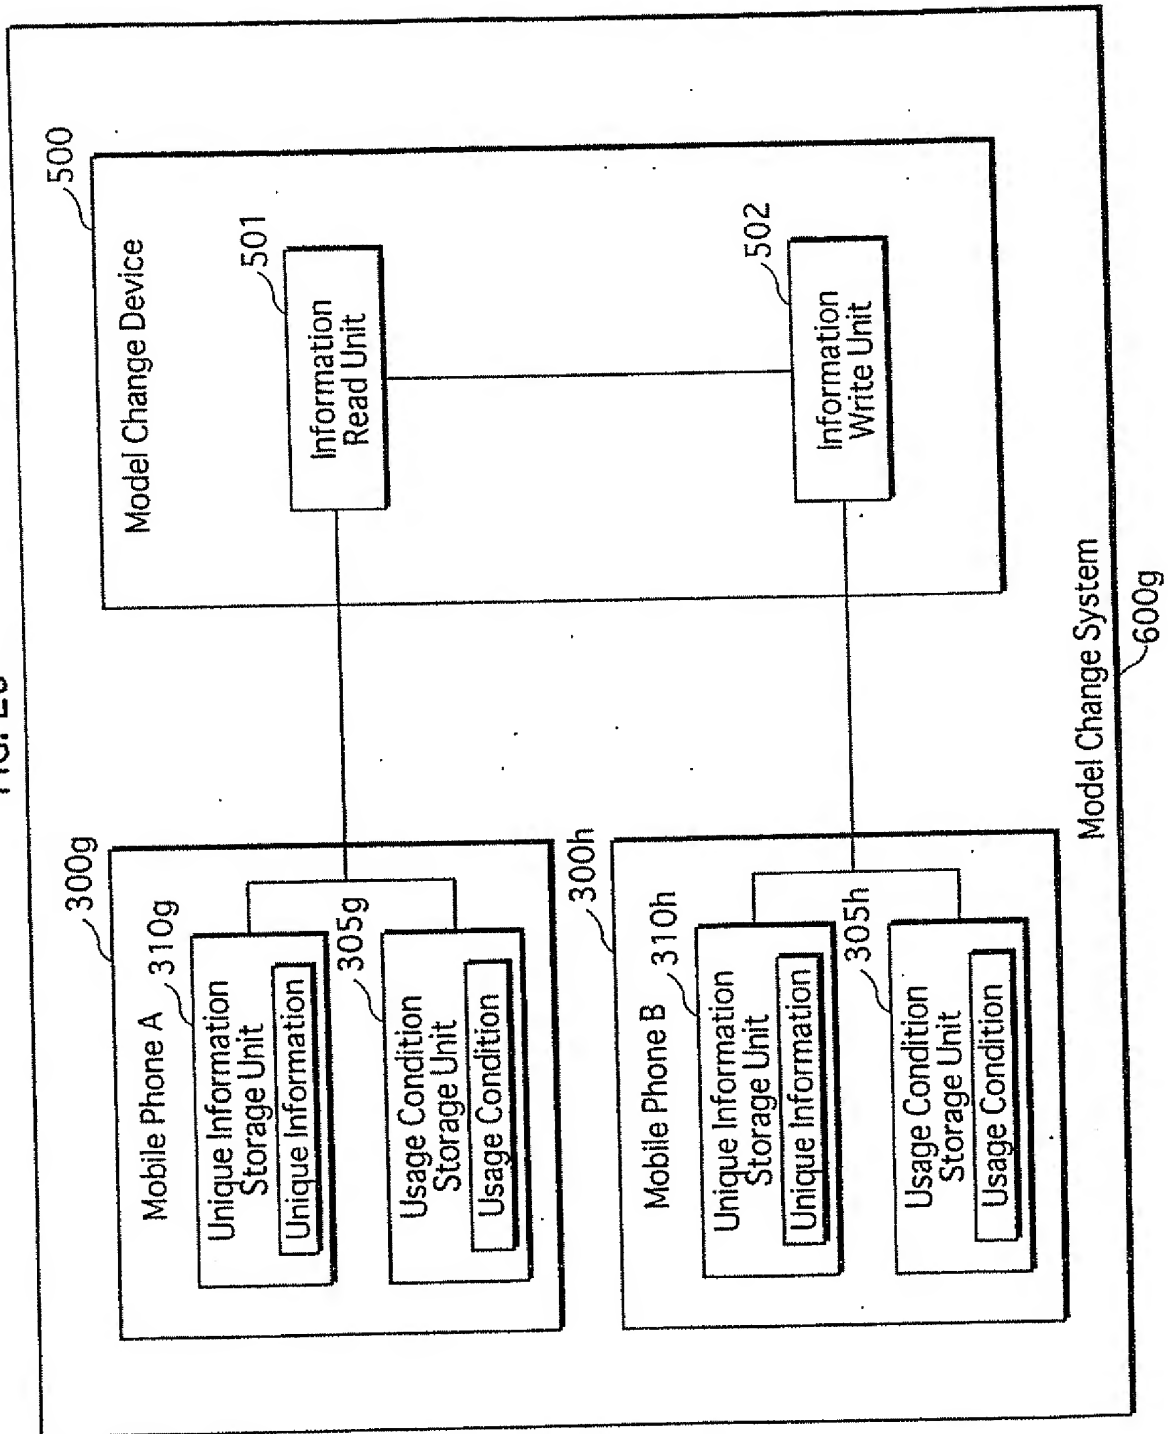 500
Model Change Device
501
Information
Read Unit
502
Information
Write Unit
300g
Mobile Phone A
310g
Unique Information
Storage Unit
Unique Information
305g
Usage Condition
Storage Unit
Usage Condition
300h
Mobile Phone B
310h
Unique Information
Storage Unit
Unique Information
305h
Usage Condition
Storage Unit
Usage Condition
Model Change System
600g